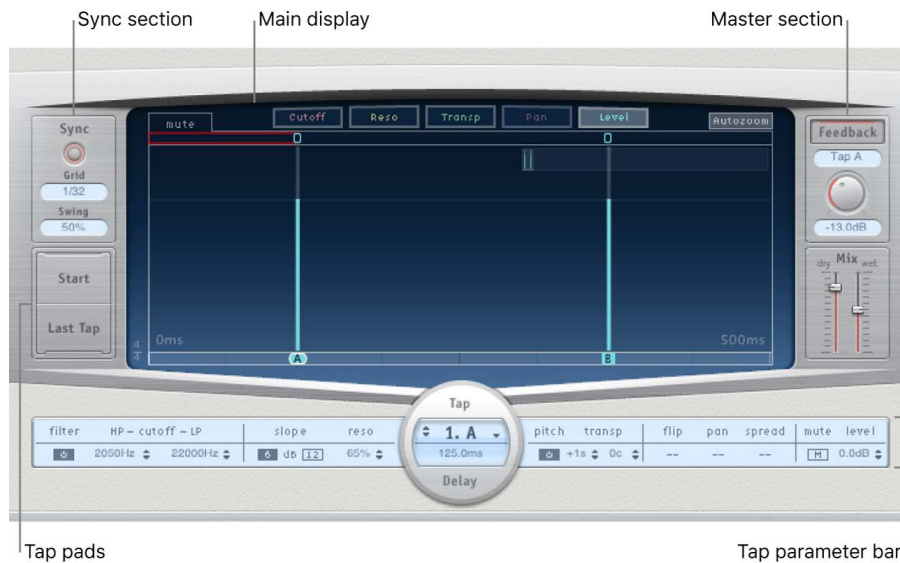 Sync section
Main display
Master section
mute
Cutoff
Reso
Transp
Pan
Level
Autozoom
Sync
Grid
1/32
Swing
50%
Feedback
Tap A
-13.0dB
dry Mix wet
Start
Last Tap
4
4
0ms
500ms
A
B
Tap
1. A
125.0ms
Delay
filter HP – cutoff – LP slope reso
2050Hz 22000Hz 6 dB 12 65%
pitch transp flip pan spread mute level
+1s 0c -- -- -- M 0.0dB
Tap pads
Tap parameter bar